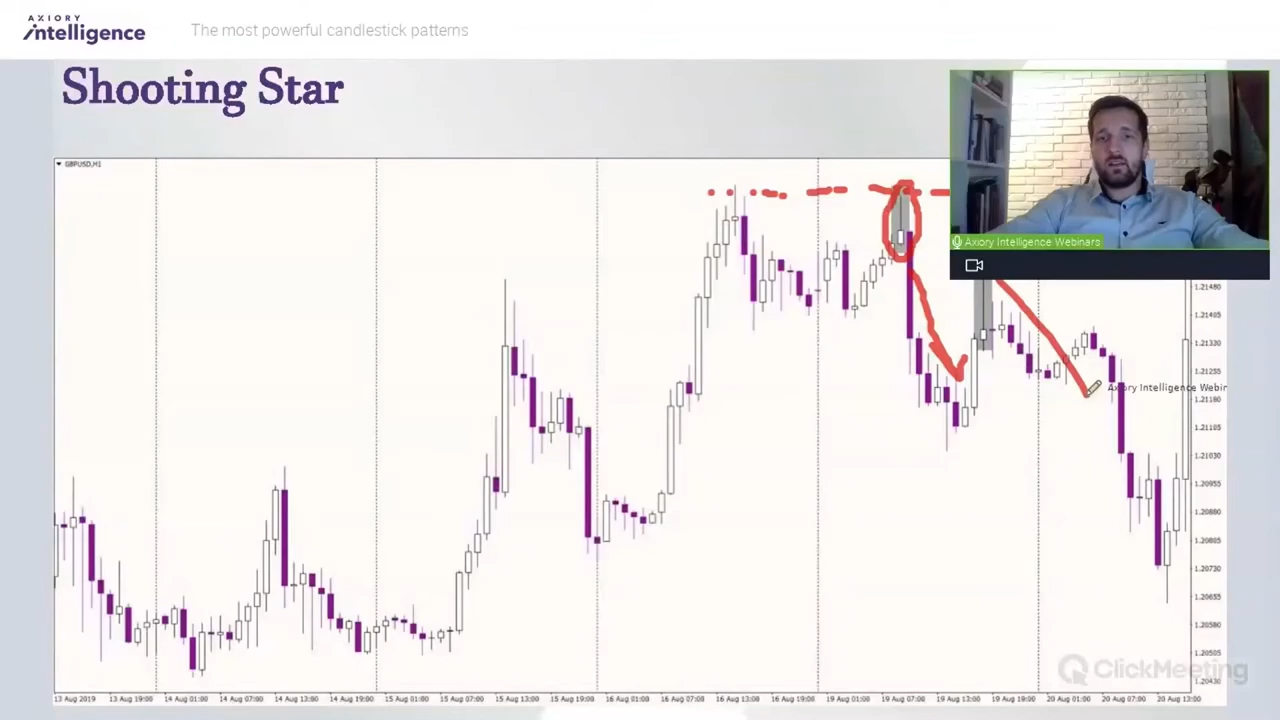 AXIORY
intelligence
The most powerful candlestick patterns
Shooting Star
GBPUSD,H1
Axiory Intelligence Webinars
1.21480
1.21405
1.21330
1.21255
Axiory Intelligence Webir
1.21180
1.21105
1.21030
1.20955
1.20880
1.20805
1.20730
1.20655
1.20580
1.20505
1.20430
ClickMeeting
13 Aug 2019 13 Aug 19:00 14 Aug 01:00 14 Aug 07:00 14 Aug 13:00 14 Aug 19:00 15 Aug 01:00 15 Aug 07:00 15 Aug 13:00 15 Aug 19:00 16 Aug 01:00 16 Aug 07:00 16 Aug 13:00 16 Aug 19:00 19 Aug 01:00 19 Aug 07:00 19 Aug 13:00 19 Aug 19:00 20 Aug 01:00 20 Aug 07:00 20 Aug 13:00